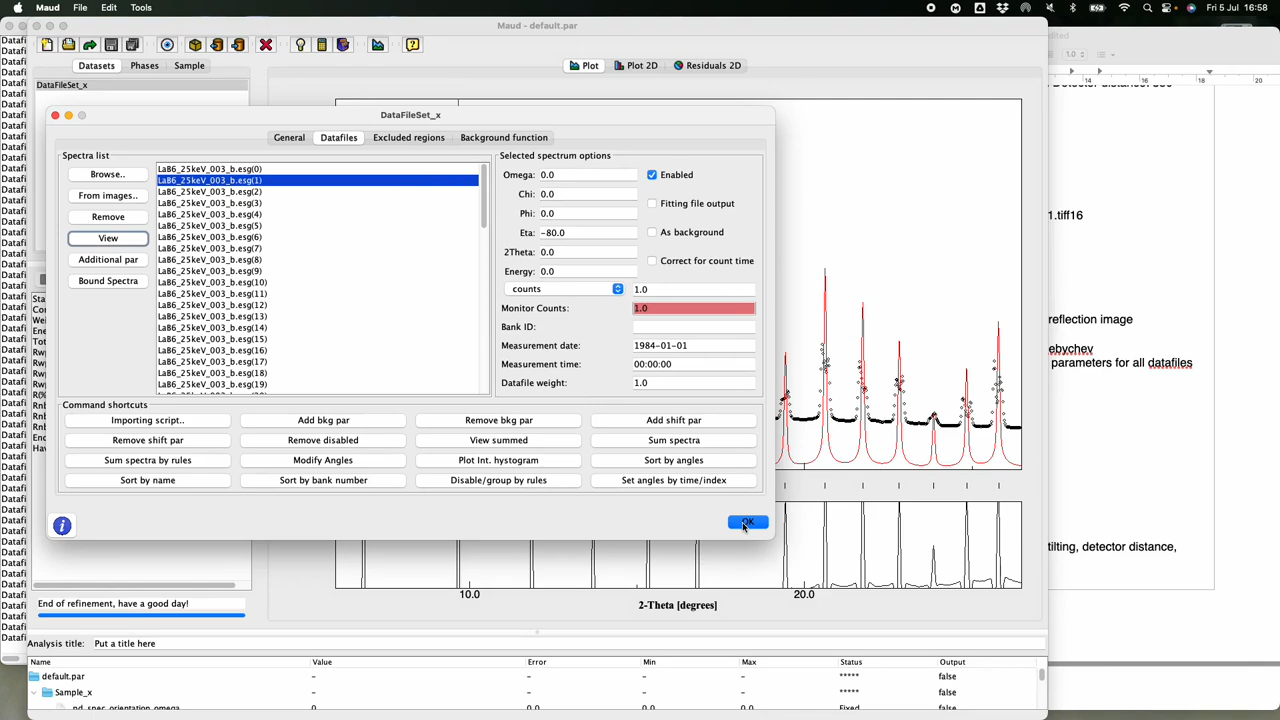 Maud File Edit Tools
Fri 5 Jul 16:58
Maud - default.par
Datasets Phases Sample
Plot Plot 2D Residuals 2D
DataFileSet_x
1.0
14 16 18 20
DataFileSet_x
General Datafiles Excluded regions Background function
Spectra list
Browse..
From images..
Remove
View
Additional par
Bound Spectra
LaB6_25keV_003_b.esg(0)
LaB6_25keV_003_b.esg(1)
LaB6_25keV_003_b.esg(2)
LaB6_25keV_003_b.esg(3)
LaB6_25keV_003_b.esg(4)
LaB6_25keV_003_b.esg(5)
LaB6_25keV_003_b.esg(6)
LaB6_25keV_003_b.esg(7)
LaB6_25keV_003_b.esg(8)
LaB6_25keV_003_b.esg(9)
LaB6_25keV_003_b.esg(10)
LaB6_25keV_003_b.esg(11)
LaB6_25keV_003_b.esg(12)
LaB6_25keV_003_b.esg(13)
LaB6_25keV_003_b.esg(14)
LaB6_25keV_003_b.esg(15)
LaB6_25keV_003_b.esg(16)
LaB6_25keV_003_b.esg(17)
LaB6_25keV_003_b.esg(18)
LaB6_25keV_003_b.esg(19)
Selected spectrum options
Omega: 0.0 Enabled
Chi: 0.0
Fitting file output
Phi: 0.0
Eta: -80.0 As background
2Theta: 0.0
Correct for count time
Energy: 0.0
counts 1.0
Monitor Counts: 1.0
Bank ID:
Measurement date: 1984-01-01
Measurement time: 00:00:00
Datafile weight: 1.0
Command shortcuts
Importing script.. Add bkg par Remove bkg par Add shift par
Remove shift par Remove disabled View summed Sum spectra
Sum spectra by rules Modify Angles Plot Int. hystogram Sort by angles
Sort by name Sort by bank number Disable/group by rules Set angles by time/index
OK
1.tiff16
reflection image
ebychev
parameters for all datafiles
tilting, detector distance,
10.0 20.0
2-Theta [degrees]
End of refinement, have a good day!
Analysis title: Put a title here
Name Value Error Min Max Status Output
default.par - - - - ***** false
Sample_x - - - - ***** false
0 0.0 Fixed false